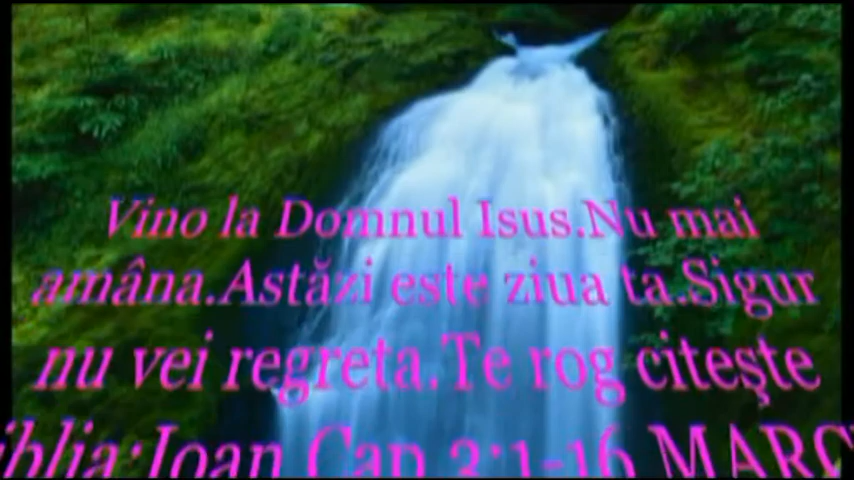 Vino la Domnul Isus.Nu mai
amâna.Astăzi este ziua ta.Sigur
nu vei regreta.Te rog citeşte
Ioan Cap 3:1-16